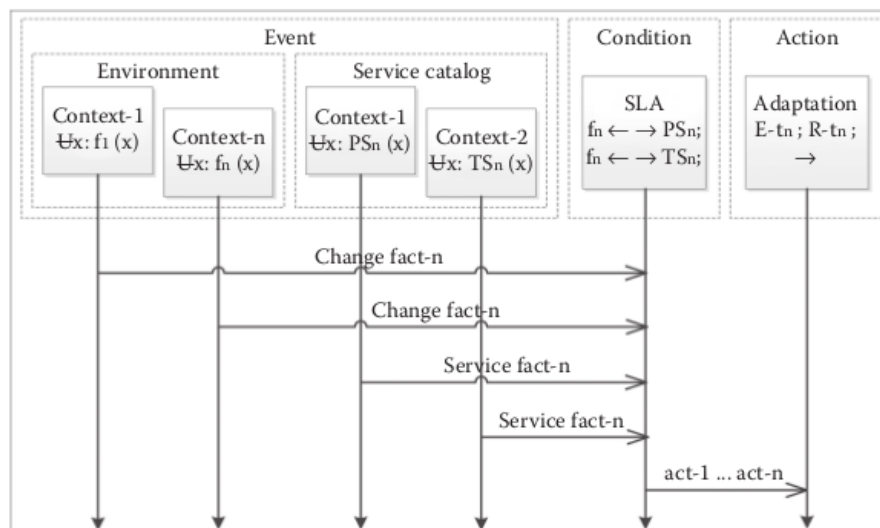 Event
Condition
Action
Environment
Service catalog
Context-1
Ʉx: f₁ (x)
Context-n
Ʉx: fₙ (x)
Context-1
Ʉx: PSₙ (x)
Context-2
Ʉx: TSₙ (x)
SLA
fₙ ← → PSₙ;
fₙ ← → TSₙ;
Adaptation
E-tₙ ; R-tₙ ;
→
Change fact-n
Change fact-n
Service fact-n
Service fact-n
act-1 ... act-n